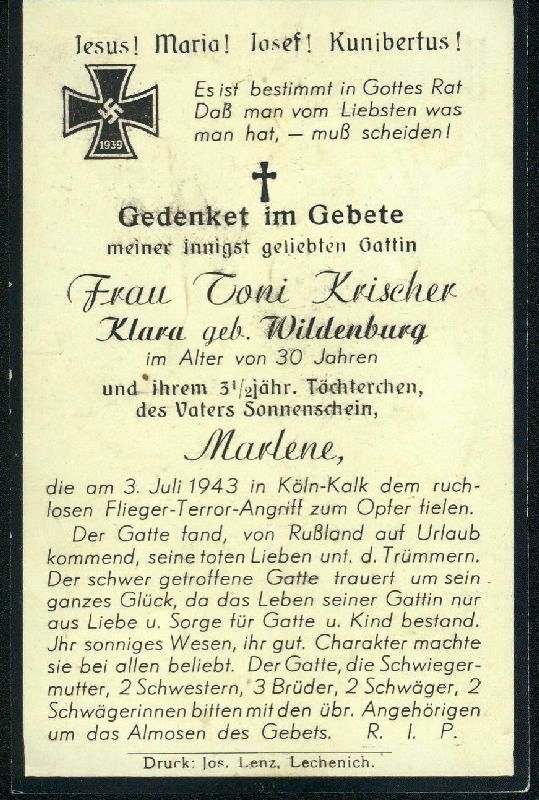 Jesus! Maria! Josef! Kunibertus!
Es ist bestimmt in Gottes Rat
Daß man vom Liebsten was
man hat, — muß scheiden!
1939
Gedenket im Gebete
meiner innigst geliebten Gattin
Frau Toni Krischer
Klara geb. Wildenburg
im Alter von 30 Jahren
und ihrem 3½jähr. Töchterchen,
des Vaters Sonnenschein,
Marlene,
die am 3. Juli 1943 in Köln-Kalk dem ruch-
losen Flieger-Terror-Angriff zum Opfer fielen.
Der Gatte fand, von Rußland auf Urlaub
kommend, seine toten Lieben unt. d. Trümmern.
Der schwer getroffene Gatte trauert um sein
ganzes Glück, da das Leben seiner Gattin nur
aus Liebe u. Sorge für Gatte u. Kind bestand.
Jhr sonniges Wesen, ihr gut. Charakter machte
sie bei allen beliebt. Der Gatte, die Schwieger-
mutter, 2 Schwestern, 3 Brüder, 2 Schwäger, 2
Schwägerinnen bitten mit den übr. Angehörigen
um das Almosen des Gebets. R. I. P.
Druck: Jos. Lenz, Lechenich.